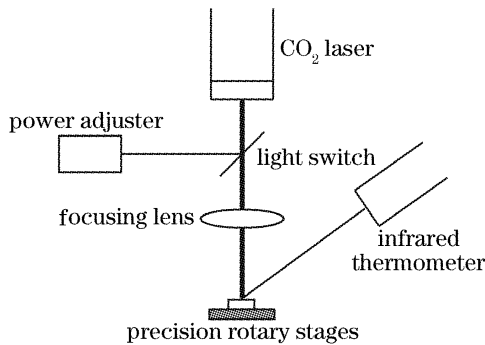 CO₂ laser
power adjuster
light switch
focusing lens
infrared
thermometer
precision rotary stages